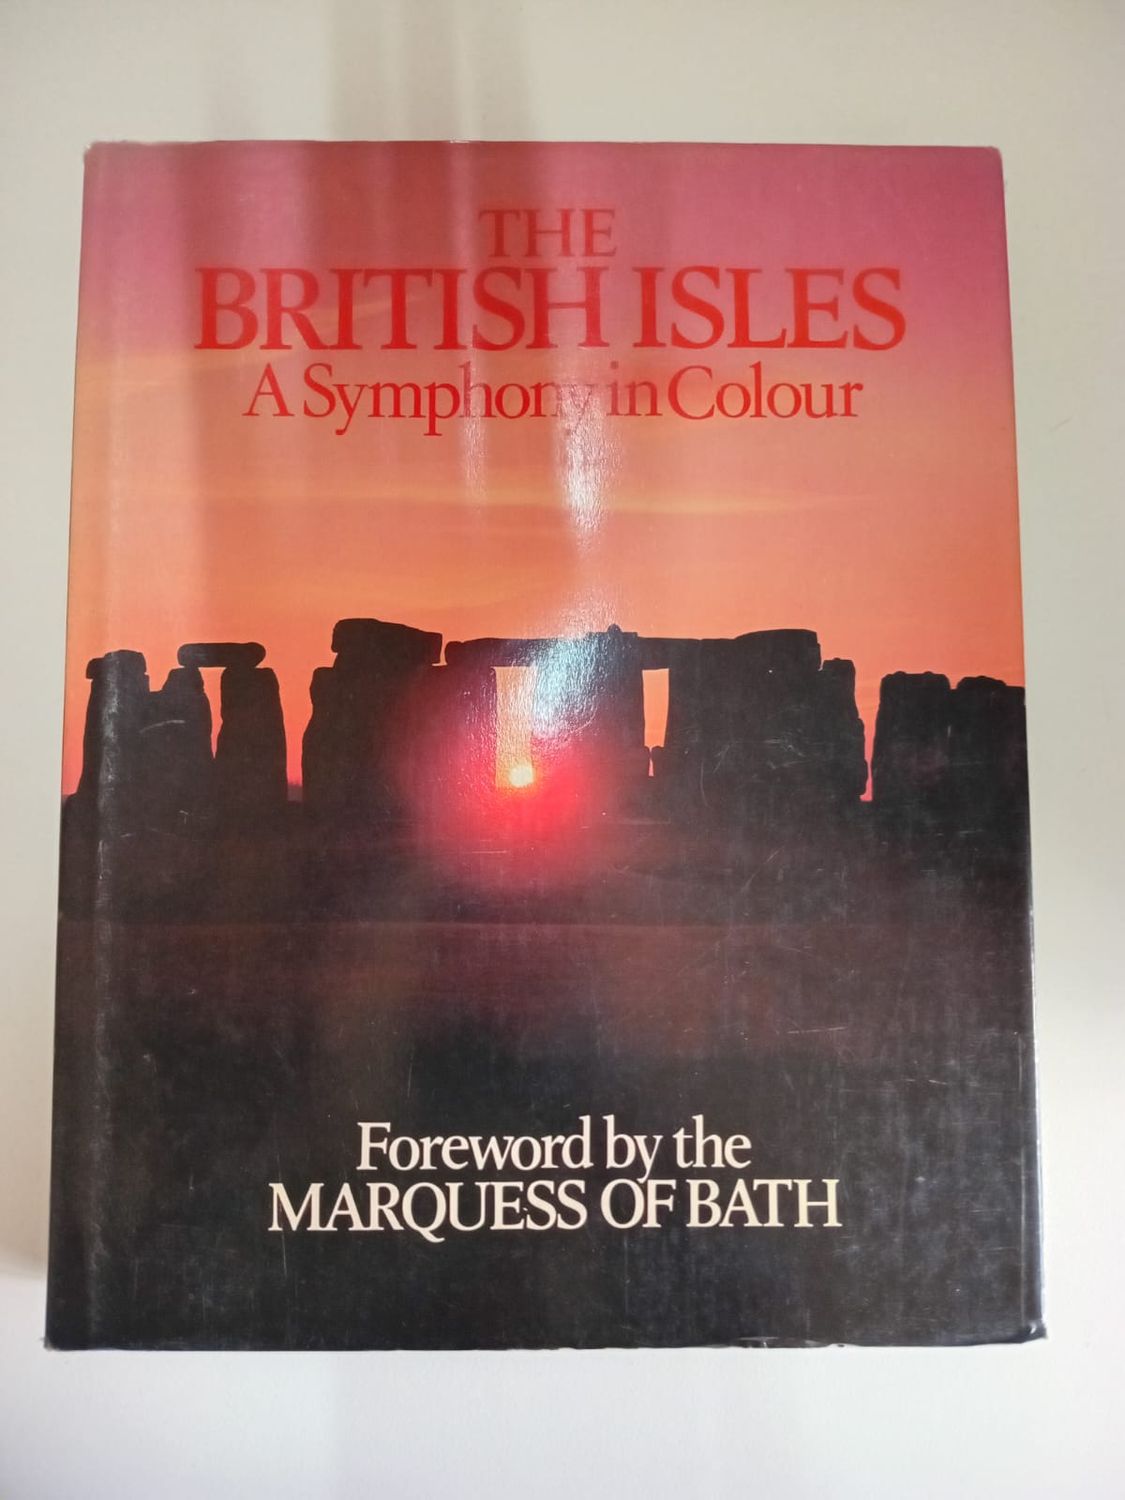 THE
BRITISH ISLES
A Symphony in Colour
Foreword by the
MARQUESS OF BATH